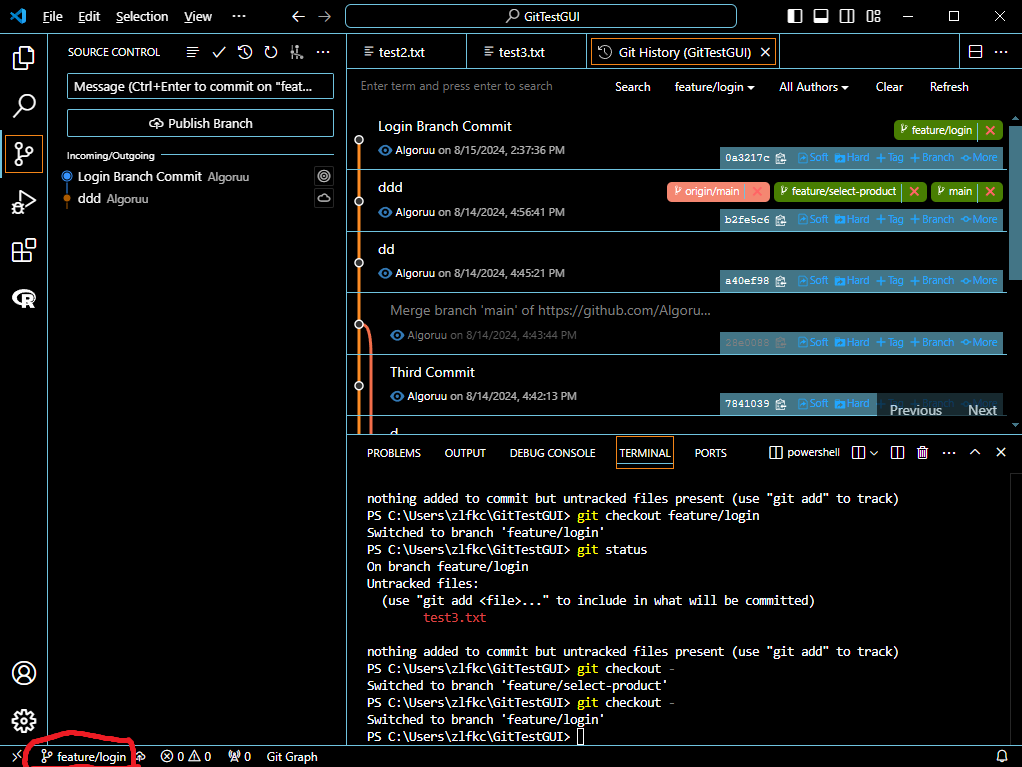 File Edit Selection View ··· GitTestGUI
SOURCE CONTROL
Message (Ctrl+Enter to commit on "feat...
Publish Branch
Incoming/Outgoing
Login Branch Commit Algoruu
ddd Algoruu
test2.txt test3.txt Git History (GitTestGUI)
Enter term and press enter to search Search feature/login All Authors Clear Refresh
Login Branch Commit feature/login
Algoruu on 8/15/2024, 2:37:36 PM
0a3217c Soft Hard +Tag +Branch More
ddd origin/main feature/select-product main
Algoruu on 8/14/2024, 4:56:41 PM
b2fe5c6 Soft Hard +Tag +Branch More
dd
Algoruu on 8/14/2024, 4:45:21 PM
a40ef98 Soft Hard +Tag +Branch More
Merge branch 'main' of https://github.com/Algoru...
Algoruu on 8/14/2024, 4:43:44 PM
28e0088 Soft Hard +Tag +Branch More
Third Commit
Algoruu on 8/14/2024, 4:42:13 PM
7841039 Soft Hard +Tag +Branch More
Previous Next
PROBLEMS OUTPUT DEBUG CONSOLE TERMINAL PORTS powershell
nothing added to commit but untracked files present (use "git add" to track)
PS C:\Users\zlfkc\GitTestGUI> git checkout feature/login
Switched to branch 'feature/login'
PS C:\Users\zlfkc\GitTestGUI> git status
On branch feature/login
Untracked files:
(use "git add <file>..." to include in what will be committed)
test3.txt
nothing added to commit but untracked files present (use "git add" to track)
PS C:\Users\zlfkc\GitTestGUI> git checkout -
Switched to branch 'feature/select-product'
PS C:\Users\zlfkc\GitTestGUI> git checkout -
Switched to branch 'feature/login'
PS C:\Users\zlfkc\GitTestGUI>
feature/login 0 0 0 Git Graph